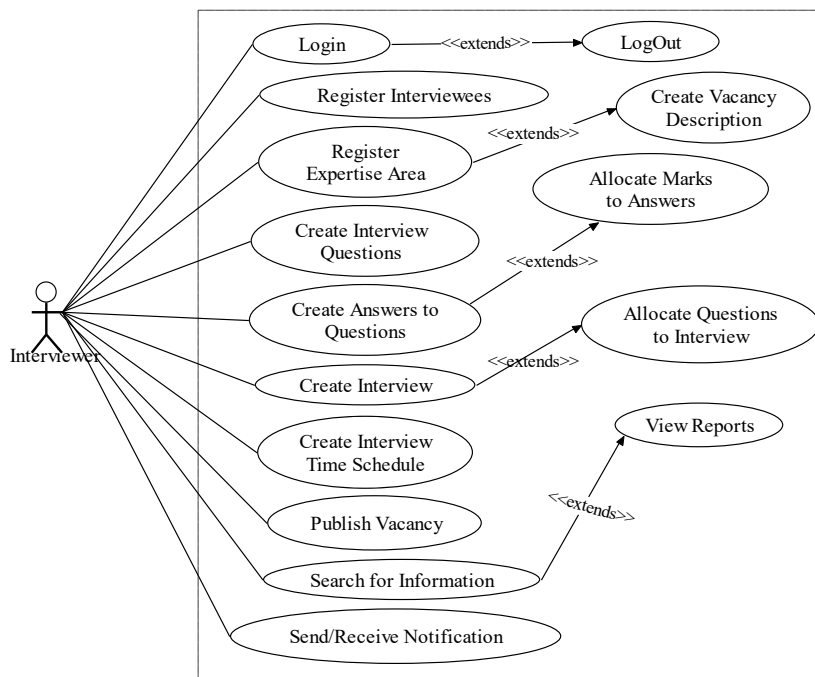 Login
<<extends>>
LogOut
Register Interviewees
Create Vacancy
Description
<<extends>>
Register
Expertise Area
Allocate Marks
to Answers
Create Interview
Questions
<<extends>>
Create Answers to
Questions
Allocate Questions
to Interview
Interviewer
<<extends>>
Create Interview
View Reports
Create Interview
Time Schedule
<<extends>>
Publish Vacancy
Search for Information
Send/Receive Notification